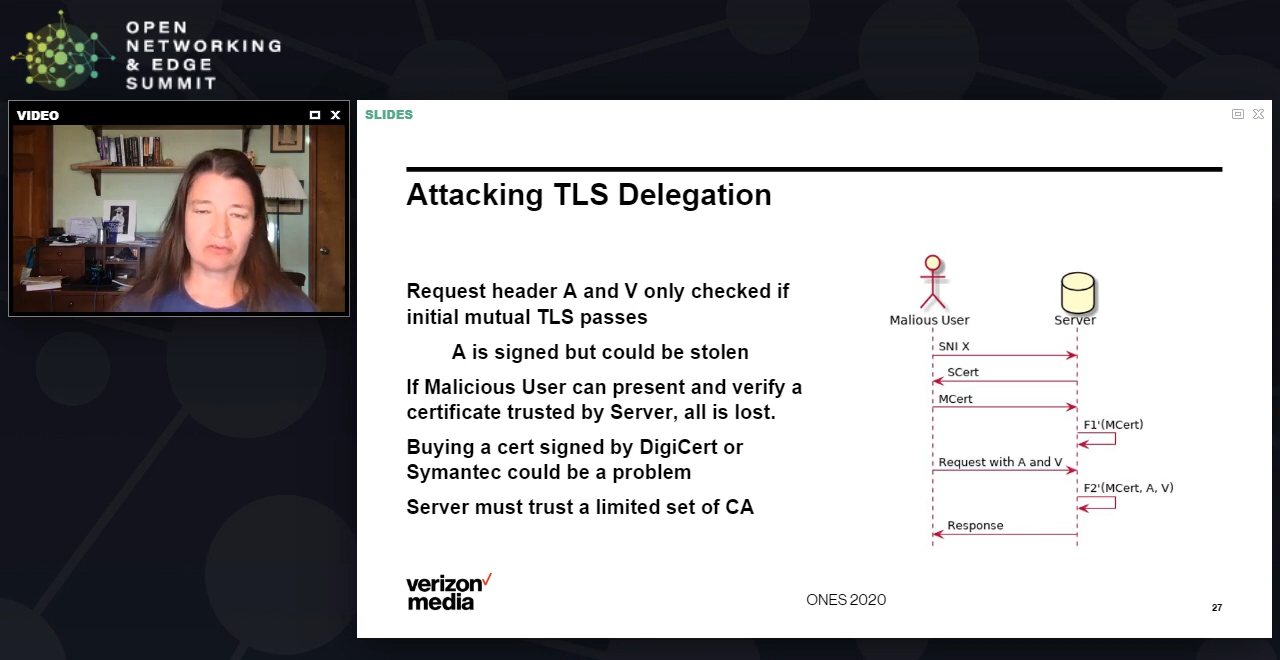 OPEN
NETWORKING
& EDGE
SUMMIT
VIDEO
SLIDES
Attacking TLS Delegation
Request header A and V only checked if
initial mutual TLS passes
A is signed but could be stolen
If Malicious User can present and verify a
certificate trusted by Server, all is lost.
Buying a cert signed by DigiCert or
Symantec could be a problem
Server must trust a limited set of CA
Malious User
Server
SNI X
SCert
MCert
F1'(MCert)
Request with A and V
F2'(MCert, A, V)
Response
verizon✓
media
ONES 2020
27